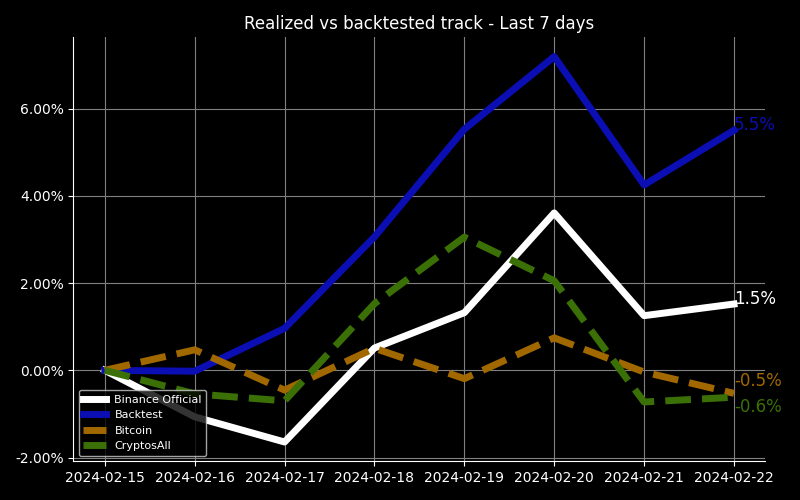 Realized vs backtested track - Last 7 days
6.00%
4.00%
2.00%
0.00%
-2.00%
5.5%
1.5%
-0.5%
-0.6%
Binance Official
Backtest
Bitcoin
CryptosAll
2024-02-15 2024-02-16 2024-02-17 2024-02-18 2024-02-19 2024-02-20 2024-02-21 2024-02-22